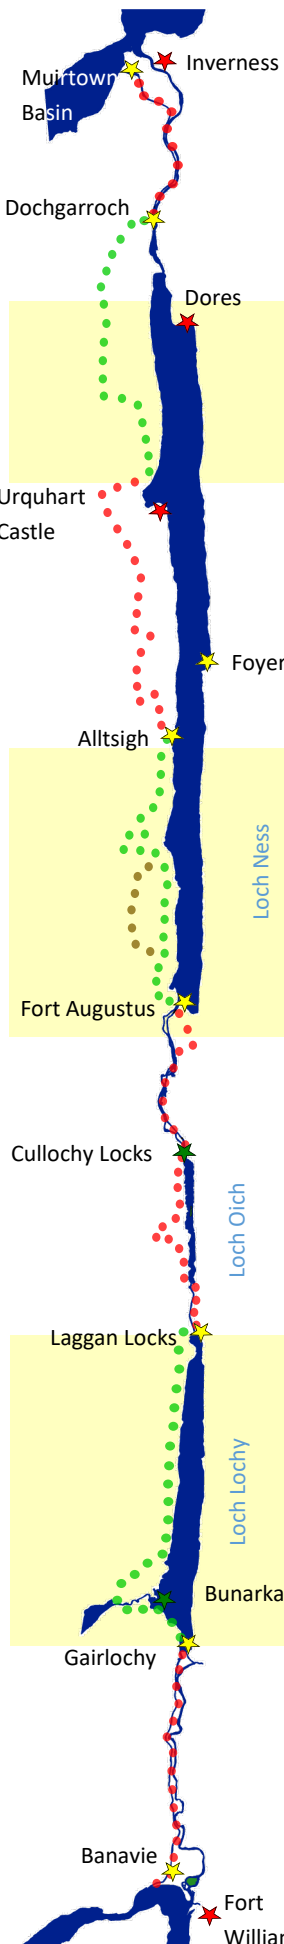 Inverness
Muirtown
Basin
Dochgarroch
Dores
Urquhart
Castle
Foyer
Alltsigh
Loch Ness
Fort Augustus
Cullochy Locks
Loch Oich
Laggan Locks
Loch Lochy
Bunarka
Gairlochy
Banavie
Fort
Willian